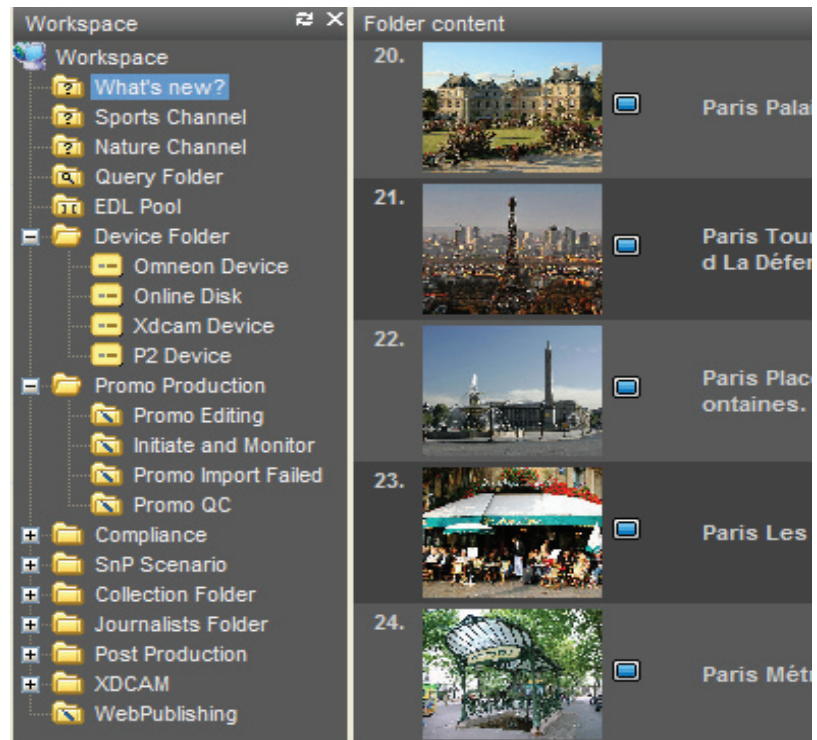 Workspace
Workspace
What's new?
Sports Channel
Nature Channel
Query Folder
EDL Pool
Device Folder
Omneon Device
Online Disk
Xdcam Device
P2 Device
Promo Production
Promo Editing
Initiate and Monitor
Promo Import Failed
Promo QC
Compliance
SnP Scenario
Collection Folder
Journalists Folder
Post Production
XDCAM
WebPublishing
Folder content
20.
Paris Palai
21.
Paris Tour
d La Défen
22.
Paris Place
ontaines.
23.
Paris Les
24.
Paris Métr